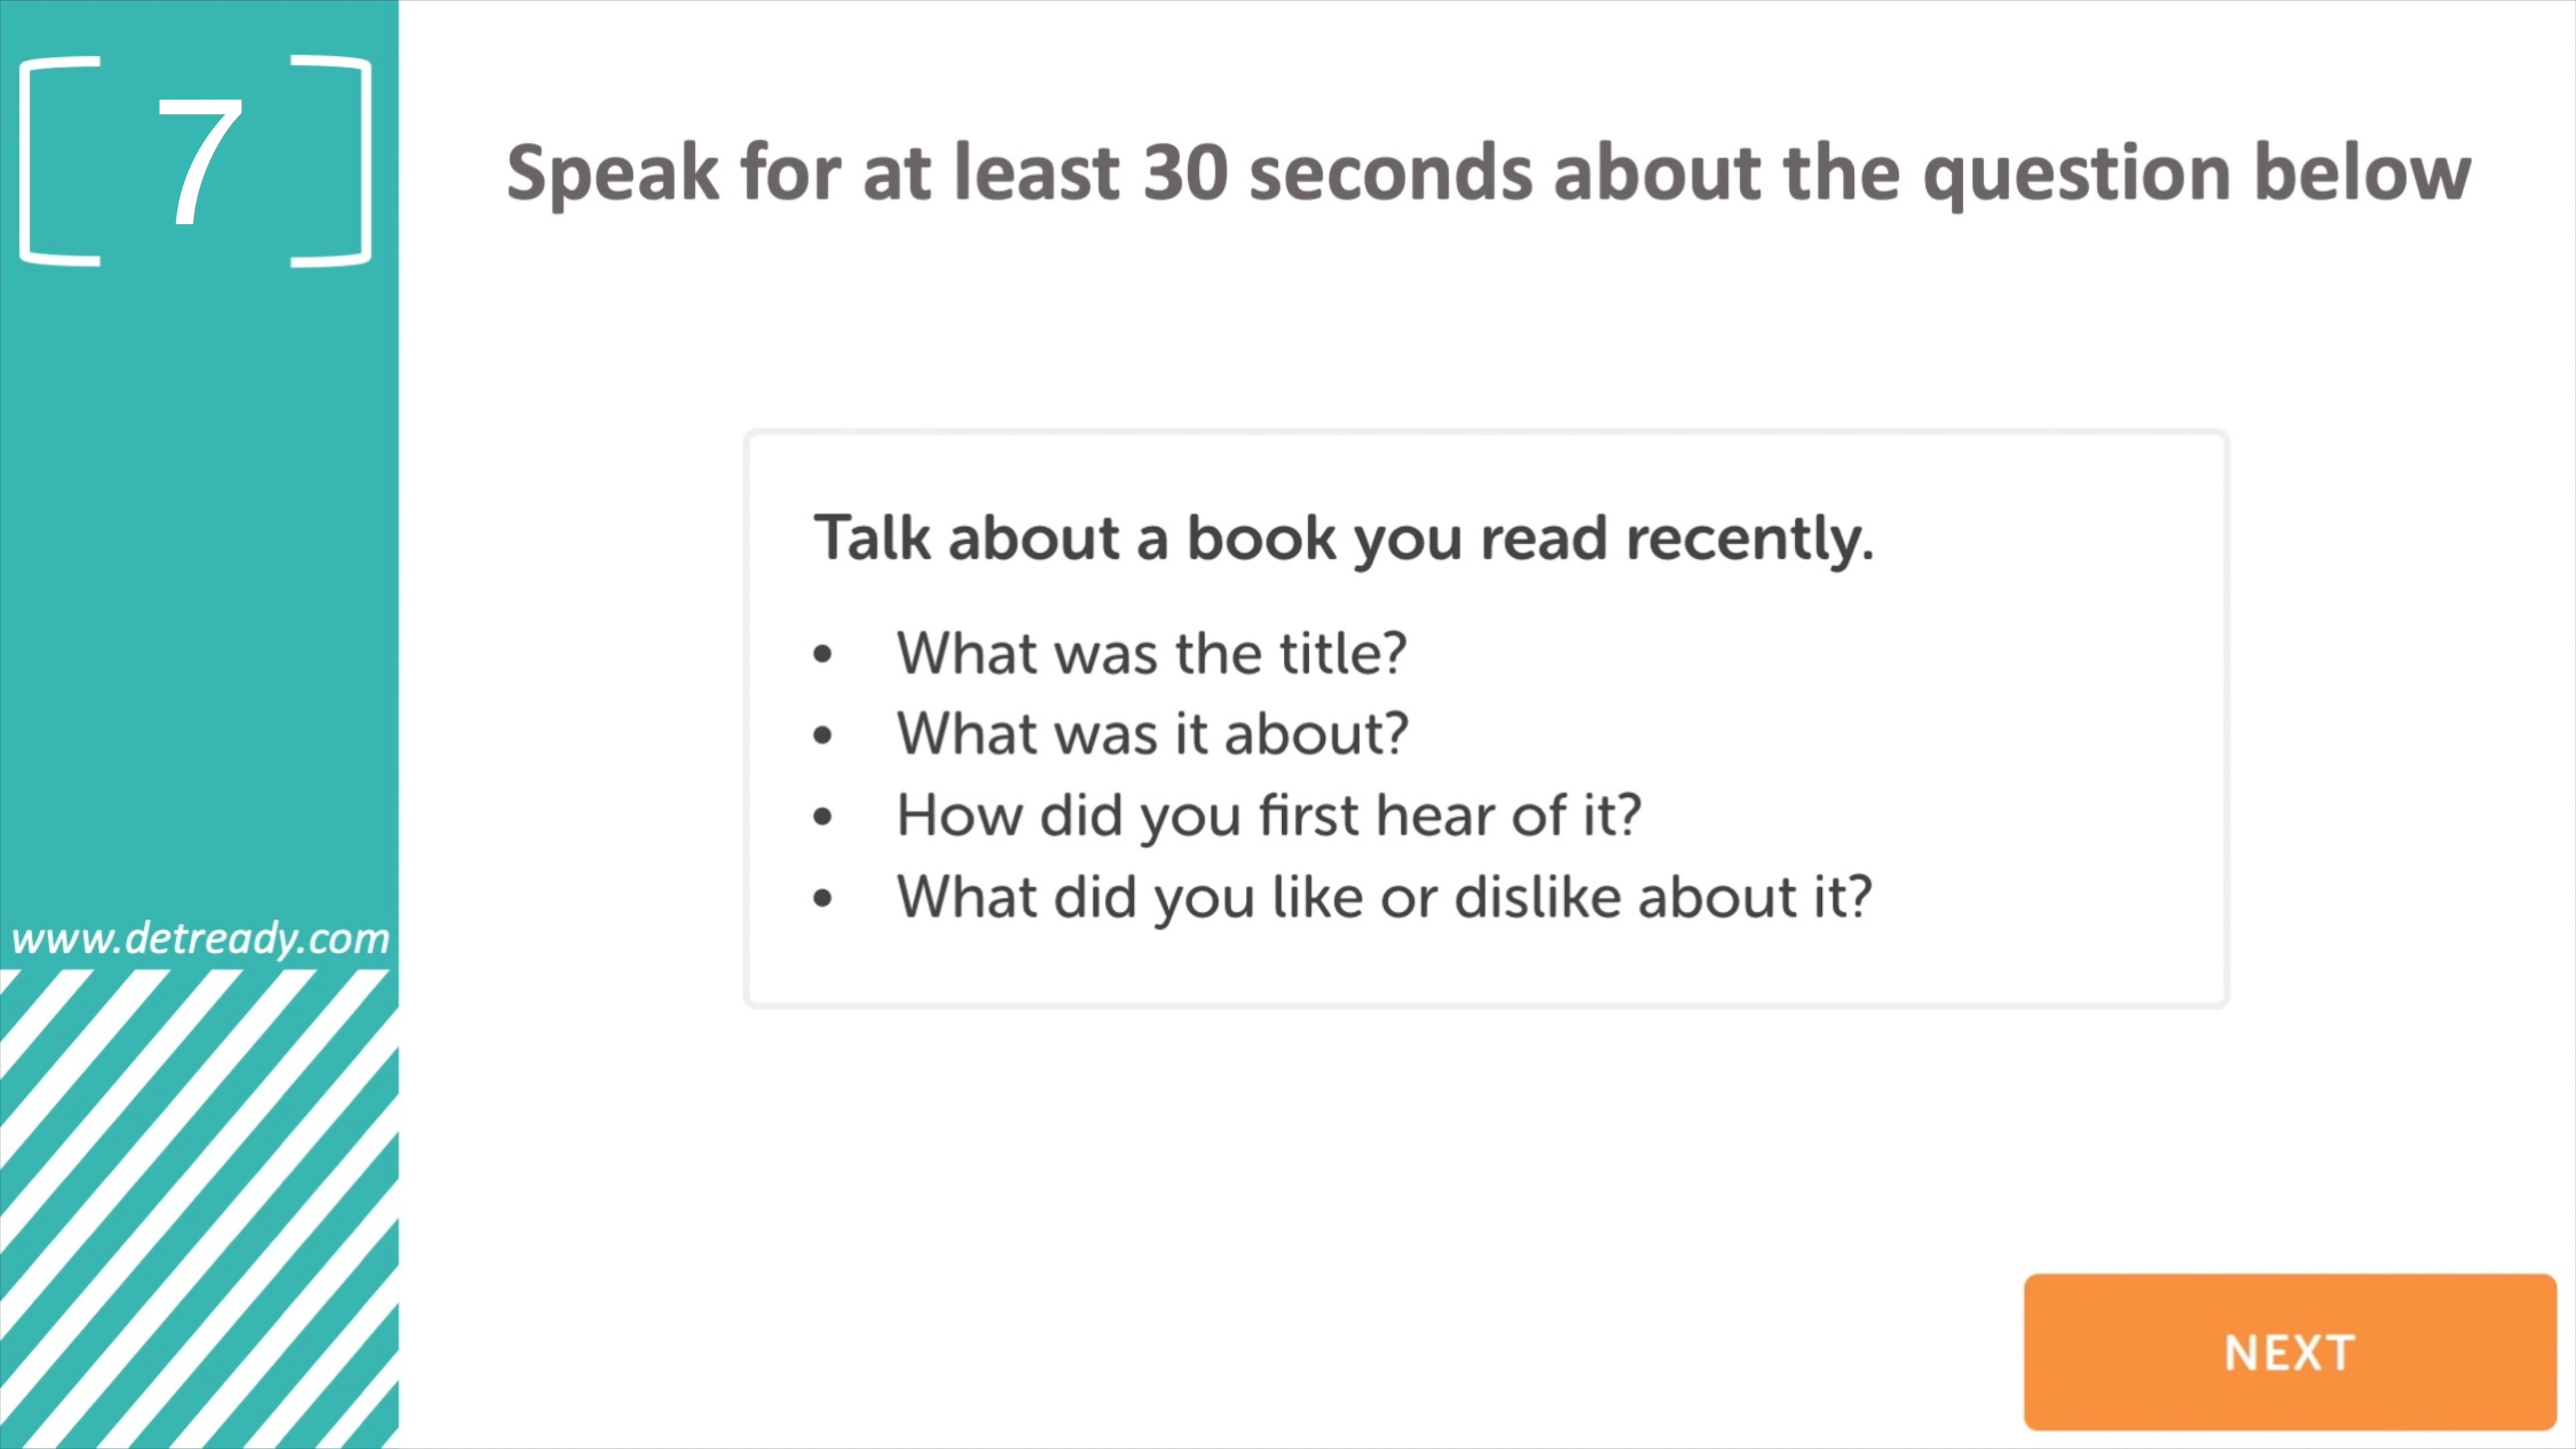 7
Speak for at least 30 seconds about the question below
Talk about a book you read recently.
• What was the title?
• What was it about?
• How did you first hear of it?
• What did you like or dislike about it?
www.detready.com
NEXT